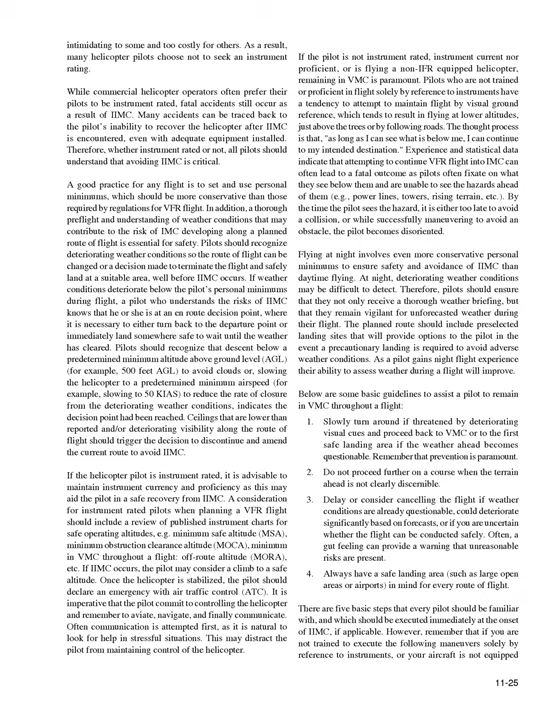 intimidating to some and too costly for others. As a result,
many helicopter pilots choose not to seek an instrument
rating.
While commercial helicopter operators often prefer their
pilots to be instrument rated, fatal accidents still occur as
a result of IIMC. Many accidents can be traced back to
the pilot's inability to recover the helicopter after IIMC
is encountered, even with adequate equipment installed.
Therefore, whether instrument rated or not, all pilots should
understand that avoiding IIMC is critical.
A good practice for any flight is to set and use personal
minimums, which should be more conservative than those
required by regulations for VFR flight. In addition, a thorough
preflight and understanding of weather conditions that may
contribute to the risk of IMC developing along a planned
route of flight is essential for safety. Pilots should recognize
deteriorating weather conditions so the route of flight can be
changed or a decision made to terminate the flight and safely
land at a suitable area, well before IIMC occurs. If weather
conditions deteriorate below the pilot's personal minimums
during flight, a pilot who understands the risks of IIMC
knows that he or she is at an en route decision point, where
it is necessary to either turn back to the departure point or
immediately land somewhere safe to wait until the weather
has cleared. Pilots should recognize that descent below a
predetermined minimum altitude above ground level (AGL)
(for example, 500 feet AGL) to avoid clouds or, slowing
the helicopter to a predetermined minimum airspeed (for
example, slowing to 50 KIAS) to reduce the rate of closure
from the deteriorating weather conditions, indicates the
decision point had been reached. Ceilings that are lower than
reported and/or deteriorating visibility along the route of
flight should trigger the decision to discontinue and amend
the current route to avoid IIMC.
If the helicopter pilot is instrument rated, it is advisable to
maintain instrument currency and proficiency as this may
aid the pilot in a safe recovery from IIMC. A consideration
for instrument rated pilots when planning a VFR flight
should include a review of published instrument charts for
safe operating altitudes, e.g. minimum safe altitude (MSA),
minimum obstruction clearance altitude (MOCA), minimum
in VMC throughout a flight: off-route altitude (MORA),
etc. If IIMC occurs, the pilot may consider a climb to a safe
altitude. Once the helicopter is stabilized, the pilot should
declare an emergency with air traffic control (ATC). It is
imperative that the pilot commit to controlling the helicopter
and remember to aviate, navigate, and finally communicate.
Often communication is attempted first, as it is natural to
look for help in stressful situations. This may distract the
pilot from maintaining control of the helicopter.
If the pilot is not instrument rated, instrument current nor
proficient, or is flying a non-IFR equipped helicopter,
remaining in VMC is paramount. Pilots who are not trained
or proficient in flight solely by reference to instruments have
a tendency to attempt to maintain flight by visual ground
reference, which tends to result in flying at lower altitudes,
just above the trees or by following roads. The thought process
is that, "as long as I can see what is below me, I can continue
to my intended destination." Experience and statistical data
indicate that attempting to continue VFR flight into IMC can
often lead to a fatal outcome as pilots often fixate on what
they see below them and are unable to see the hazards ahead
of them (e.g., power lines, towers, rising terrain, etc.). By
the time the pilot sees the hazard, it is either too late to avoid
a collision, or while successfully maneuvering to avoid an
obstacle, the pilot becomes disoriented.
Flying at night involves even more conservative personal
minimums to ensure safety and avoidance of IIMC than
daytime flying. At night, deteriorating weather conditions
may be difficult to detect. Therefore, pilots should ensure
that they not only receive a thorough weather briefing, but
that they remain vigilant for unforecasted weather during
their flight. The planned route should include preselected
landing sites that will provide options to the pilot in the
event a precautionary landing is required to avoid adverse
weather conditions. As a pilot gains night flight experience
their ability to assess weather during a flight will improve.
Below are some basic guidelines to assist a pilot to remain
in VMC throughout a flight:
1. Slowly turn around if threatened by deteriorating
visual cues and proceed back to VMC or to the first
safe landing area if the weather ahead becomes
questionable. Remember that prevention is paramount.
2. Do not proceed further on a course when the terrain
ahead is not clearly discernible.
3. Delay or consider cancelling the flight if weather
conditions are already questionable, could deteriorate
significantly based on forecasts, or if you are uncertain
whether the flight can be conducted safely. Often, a
gut feeling can provide a warning that unreasonable
risks are present.
4. Always have a safe landing area (such as large open
areas or airports) in mind for every route of flight.
There are five basic steps that every pilot should be familiar
with, and which should be executed immediately at the onset
of IIMC, if applicable. However, remember that if you are
not trained to execute the following maneuvers solely by
reference to instruments, or your aircraft is not equipped
11-25